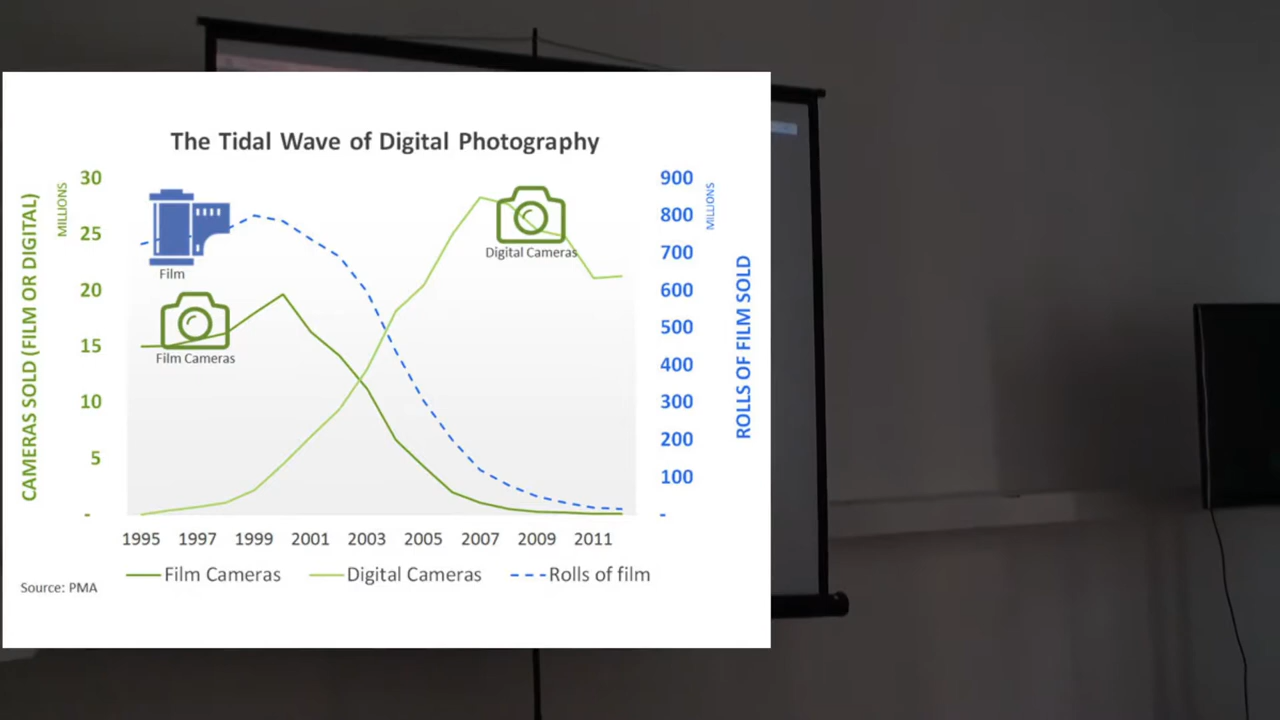 The Tidal Wave of Digital Photography
CAMERAS SOLD (FILM OR DIGITAL)
MILLIONS
30
25
20
15
10
5
-
Film
Film Cameras
Digital Cameras
900
800
700
600
500
400
300
200
100
-
MILLIONS
ROLLS OF FILM SOLD
1995 1997 1999 2001 2003 2005 2007 2009 2011
Film Cameras Digital Cameras Rolls of film
Source: PMA